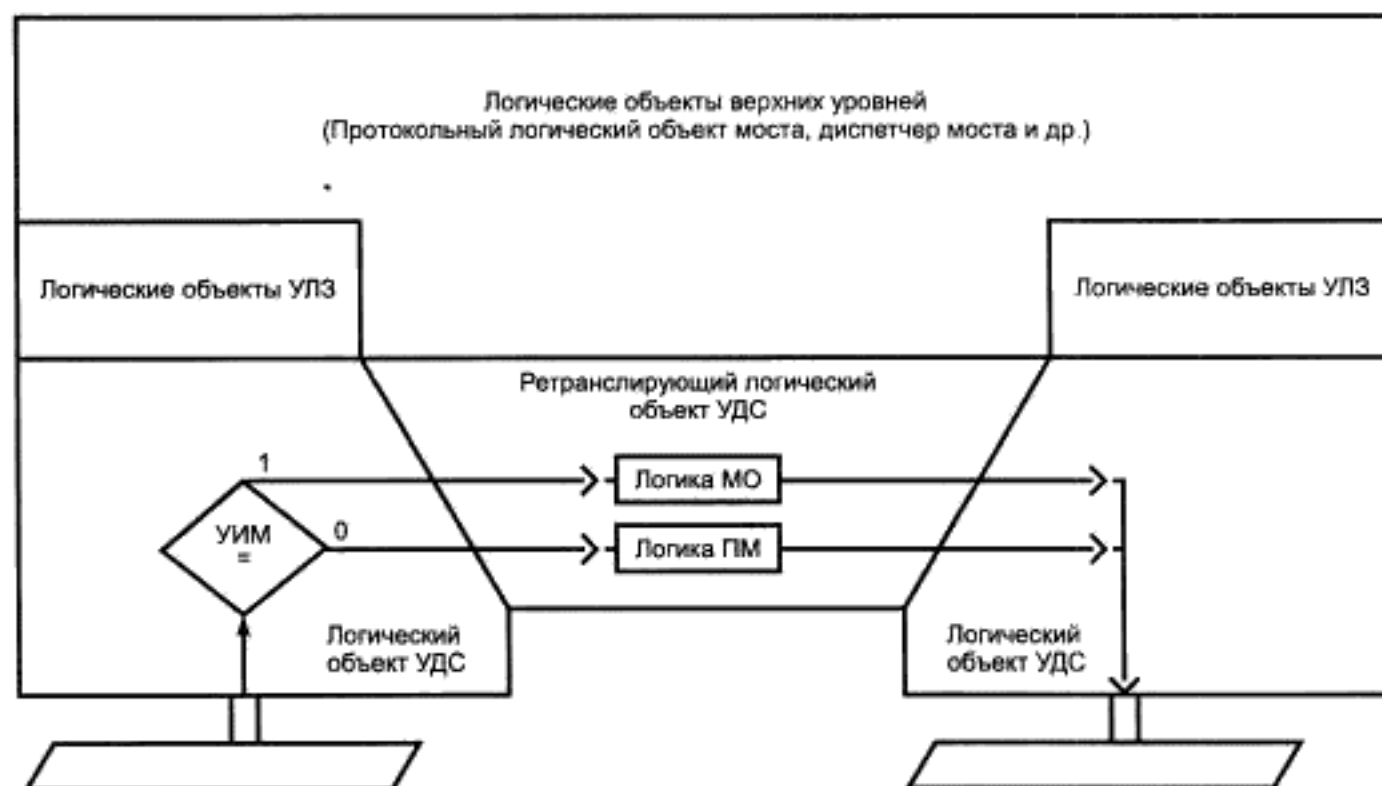 Логические объекты верхних уровней
(Протокольный логический объект моста, диспетчер моста и др.)
Логические объекты УЛЗ
Логические объекты УЛЗ
Ретранслирующий логический
объект УДС
1
Логика МО
УИМ
=
0
Логика ПМ
Логический
объект УДС
Логический
объект УДС